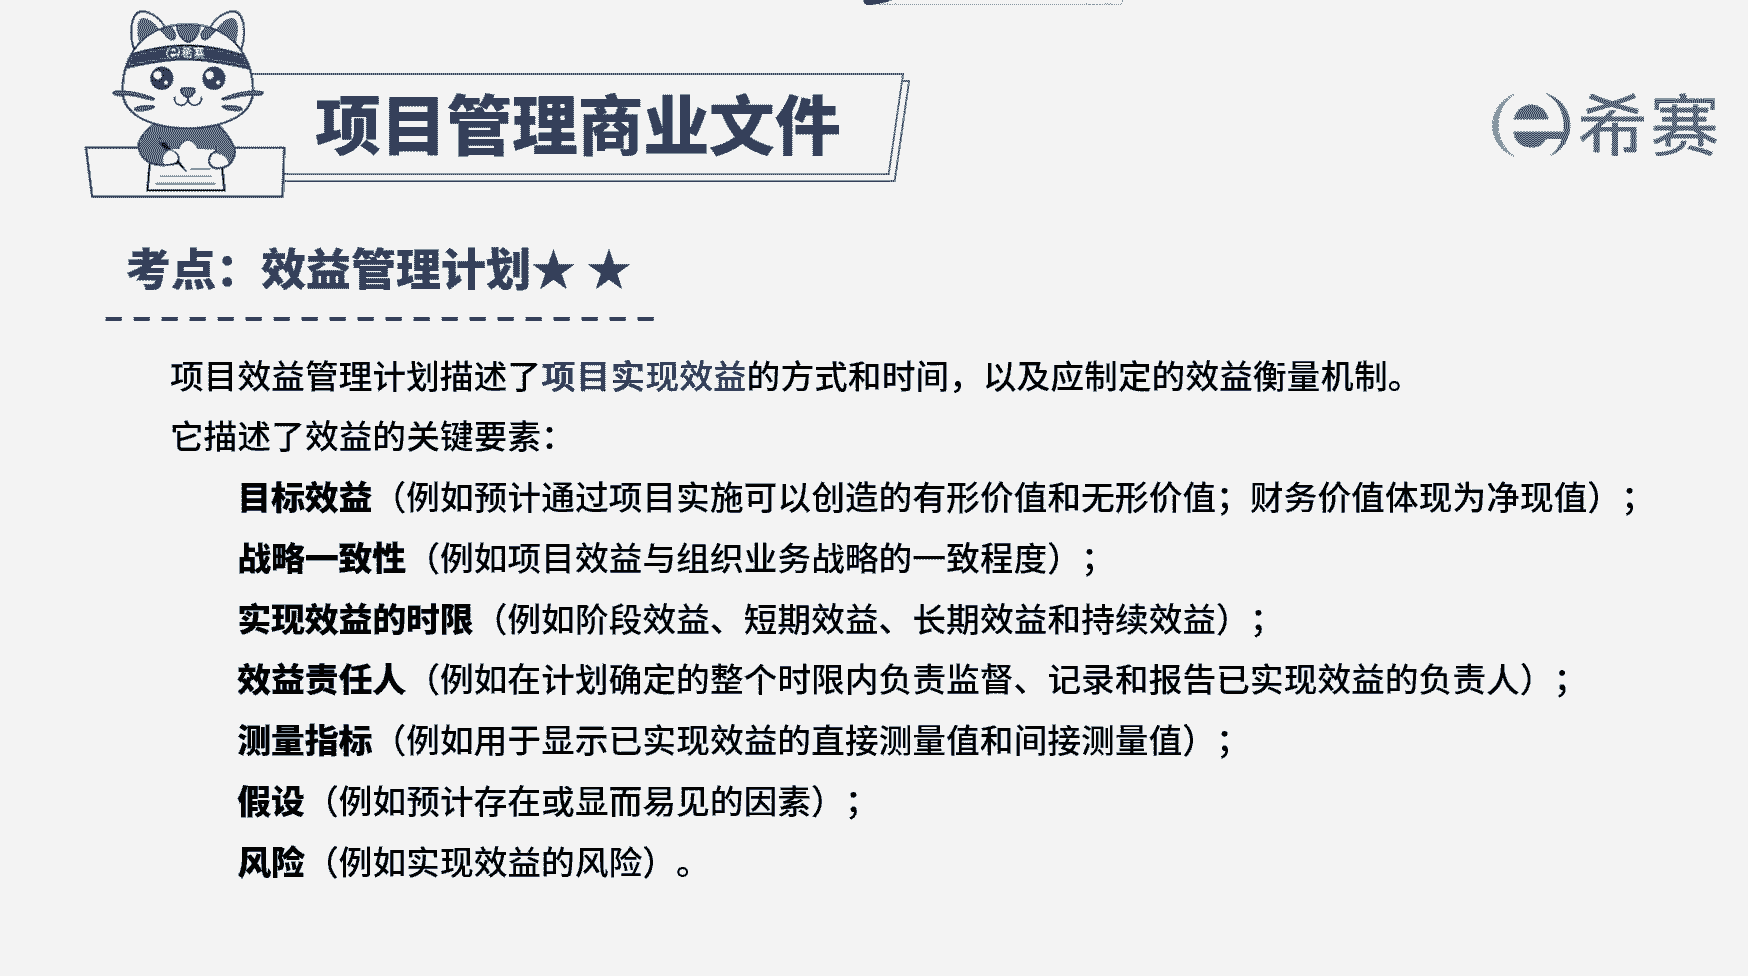 希赛
项目管理商业文件
希赛
考点：效益管理计划★ ★
项目效益管理计划描述了项目实现效益的方式和时间，以及应制定的效益衡量机制。
它描述了效益的关键要素：
目标效益（例如预计通过项目实施可以创造的有形价值和无形价值；财务价值体现为净现值）；
战略一致性（例如项目效益与组织业务战略的一致程度）；
实现效益的时限（例如阶段效益、短期效益、长期效益和持续效益）；
效益责任人（例如在计划确定的整个时限内负责监督、记录和报告已实现效益的负责人）；
测量指标（例如用于显示已实现效益的直接测量值和间接测量值）；
假设（例如预计存在或显而易见的因素）；
风险（例如实现效益的风险）。